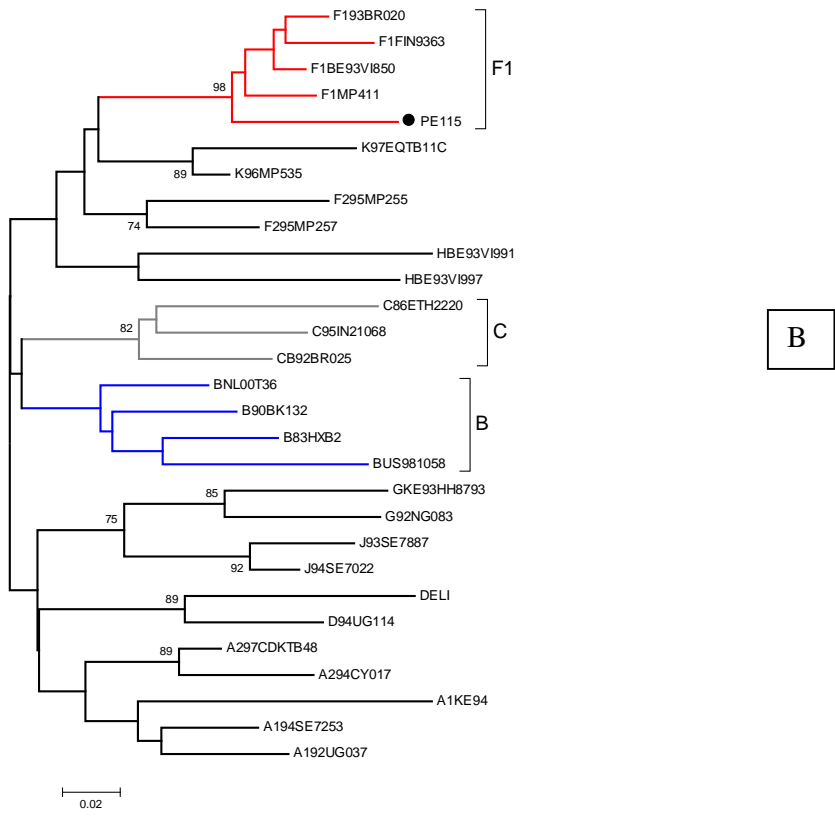 F193BR020
F1FIN9363
F1BE93VI850
F1MP411
PE115
98
F1
K97EQTB11C
K96MP535
89
F295MP255
F295MP257
74
HBE93VI991
HBE93VI997
C86ETH2220
C95IN21068
CB92BR025
82
C
B
BNL00T36
B90BK132
B83HXB2
BUS981058
B
GKE93HH8793
G92NG083
85
75
J93SE7887
J94SE7022
92
DELI
D94UG114
89
A297CDKTB48
A294CY017
89
A1KE94
A194SE7253
A192UG037
0.02